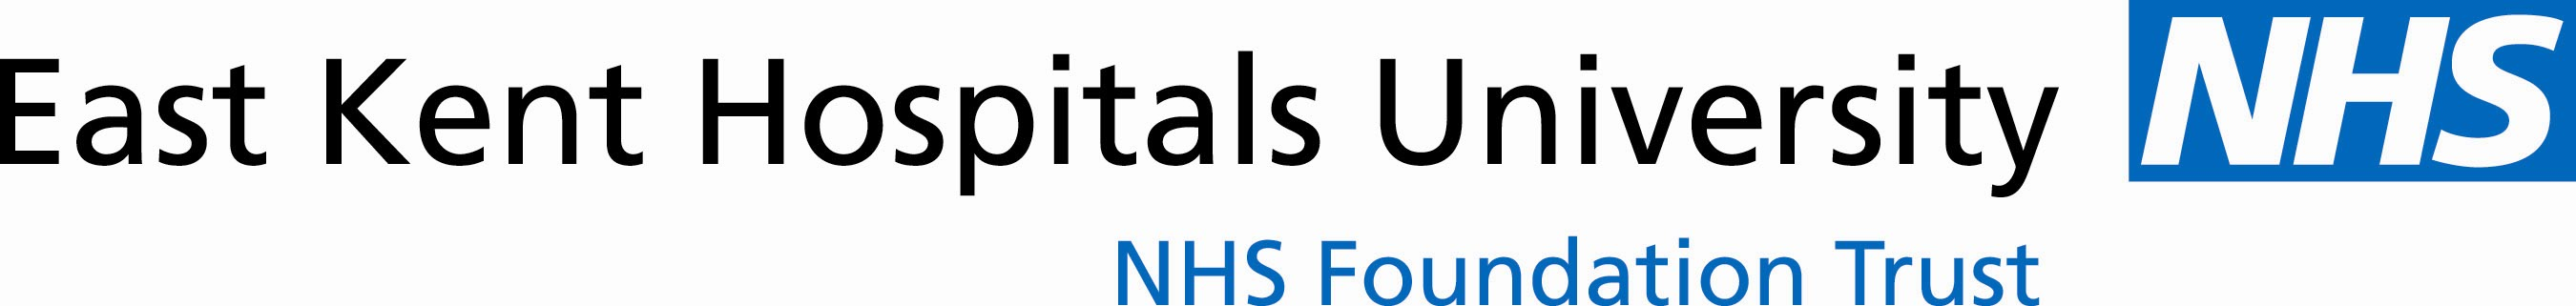 East Kent Hospitals University NHS
NHS Foundation Trust